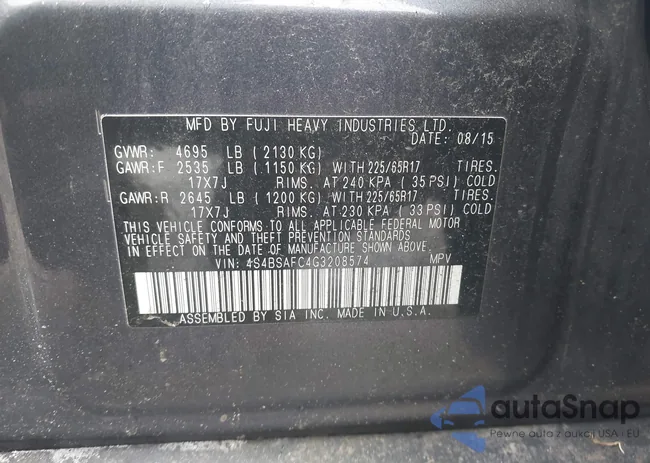 MFD BY FUJI HEAVY INDUSTRIES LTD.
DATE: 08/15
GVWR: 4695 LB (2130 KG)
GAWR:F 2535 LB (1150KG) WITH 225/65R17 TIRES.
17X7J RIMS. AT 240 KPA (35 PSI) COLD
GAWR:R 2645 LB (1200 KG) WITH 225/65R17 TIRES.
17X7J RIMS. AT 230 KPA (33 PSI) COLD
THIS VEHICLE CONFORMS TO ALL APPLICABLE FEDERAL MOTOR
VEHICLE SAFETY AND THEFT PREVENTION STANDARDS
IN EFFECT ON THE DATE OF MANUFACTURE SHOWN ABOVE.
VIN: 4S4BSAFC4G3208574 MPV
ASSEMBLED BY SIA INC. MADE IN U.S.A.
autaSnap
Pewne auta z aukcji USA i EU